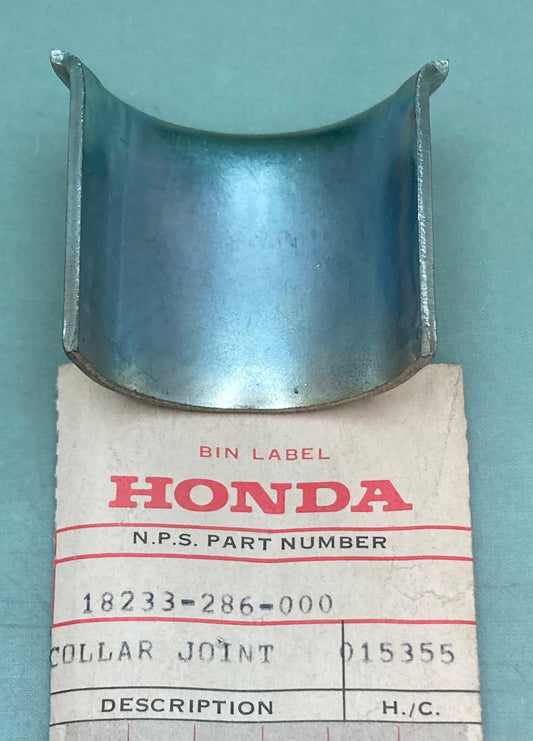 BIN LABEL
HONDA
N.P.S. PART NUMBER
18233-286-000
COLLAR JOINT 015355
DESCRIPTION H./C.